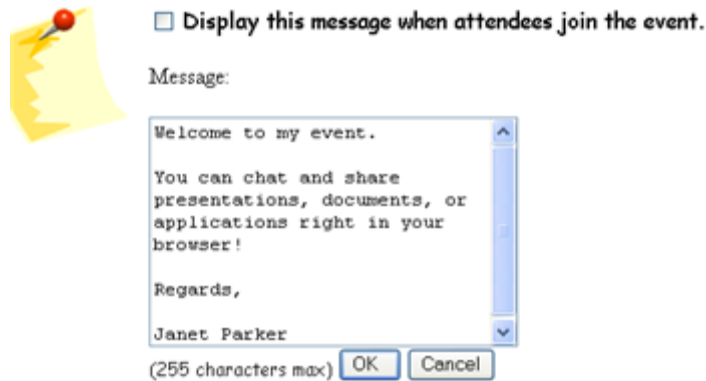 Display this message when attendees join the event.
Message:
Welcome to my event.
You can chat and share
presentations, documents, or
applications right in your
browser!
Regards,
Janet Parker
(255 characters max) OK Cancel